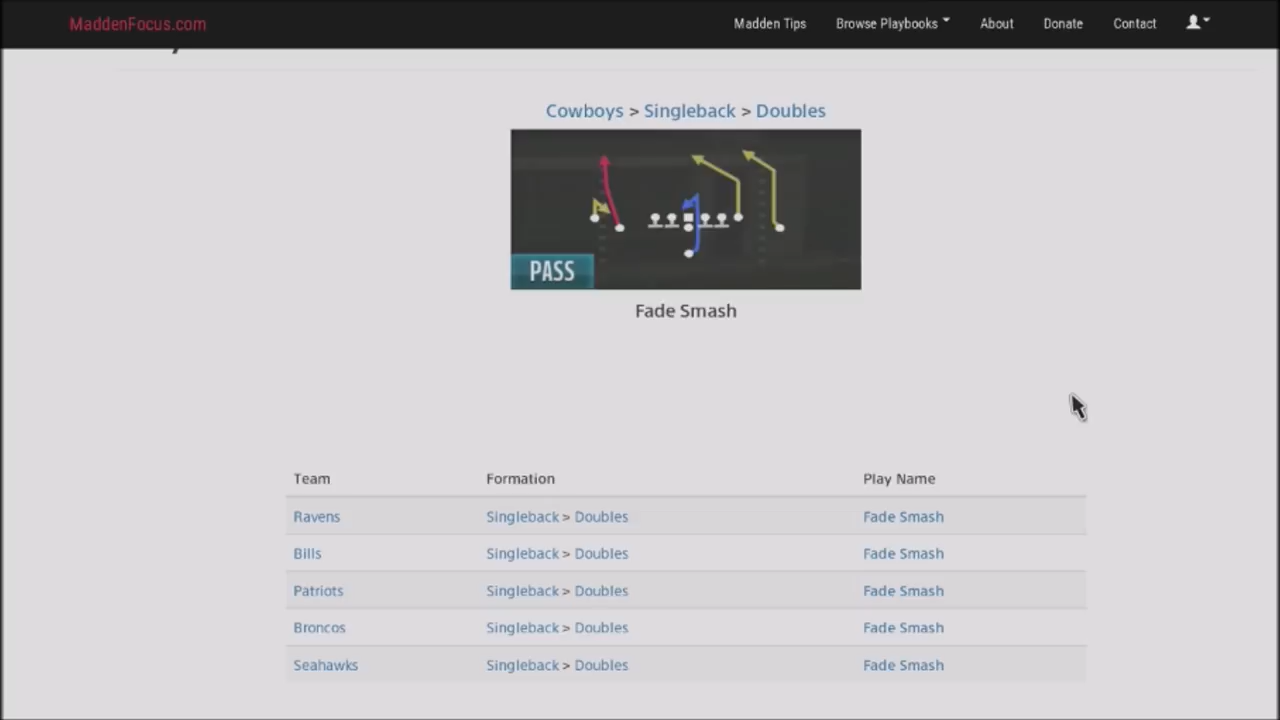 MaddenFocus.com Madden Tips Browse Playbooks About Donate Contact
Cowboys > Singleback > Doubles
PASS
Fade Smash
Team Formation Play Name
Ravens Singleback > Doubles Fade Smash
Bills Singleback > Doubles Fade Smash
Patriots Singleback > Doubles Fade Smash
Broncos Singleback > Doubles Fade Smash
Seahawks Singleback > Doubles Fade Smash